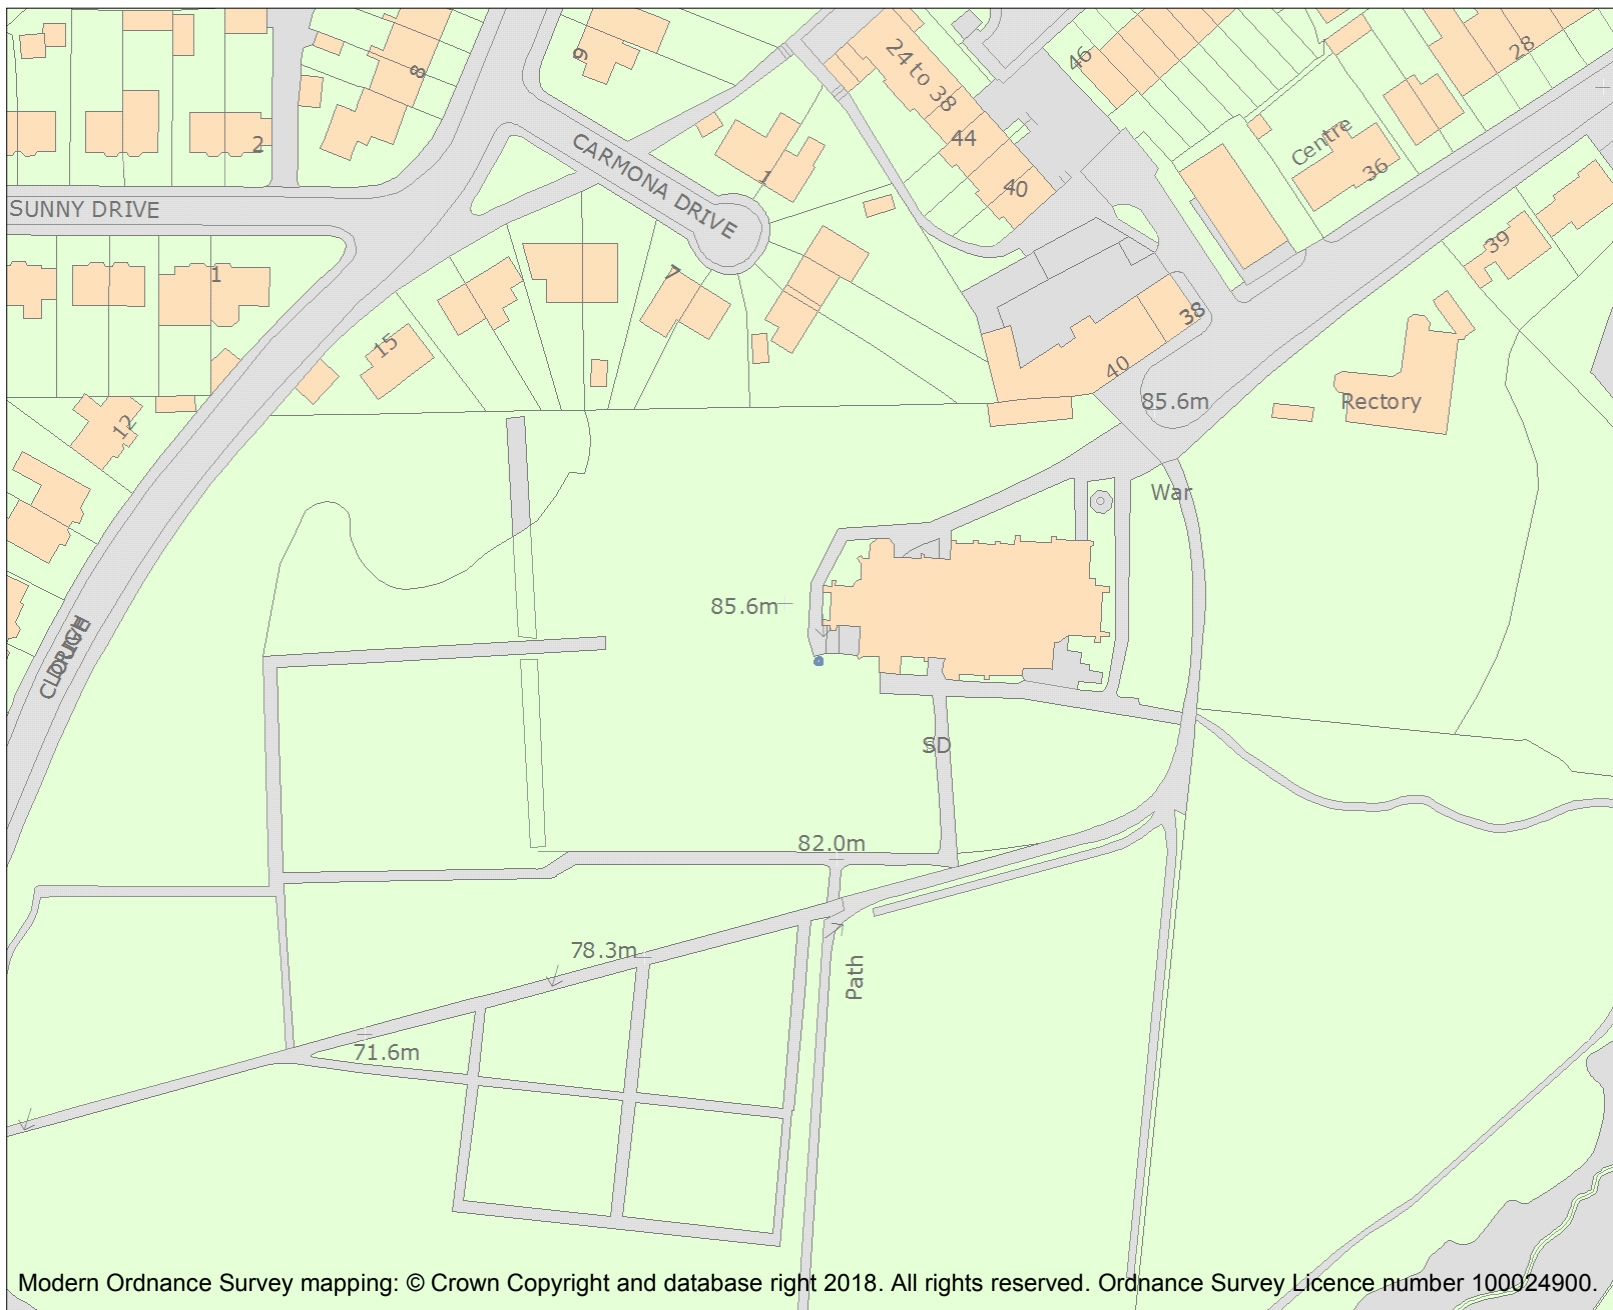 9
8
24 to 38
46
28
2
CARMONA DRIVE
44
Centre
36
1
40
SUNNY DRIVE
39
1
7
38
15
40
85.6m
Rectory
12
War
85.6m
DRIVE
SD
82.0m
78.3m
Path
71.6m
Modern Ordnance Survey mapping: © Crown Copyright and database right 2018. All rights reserved. Ordnance Survey Licence number 100024900.